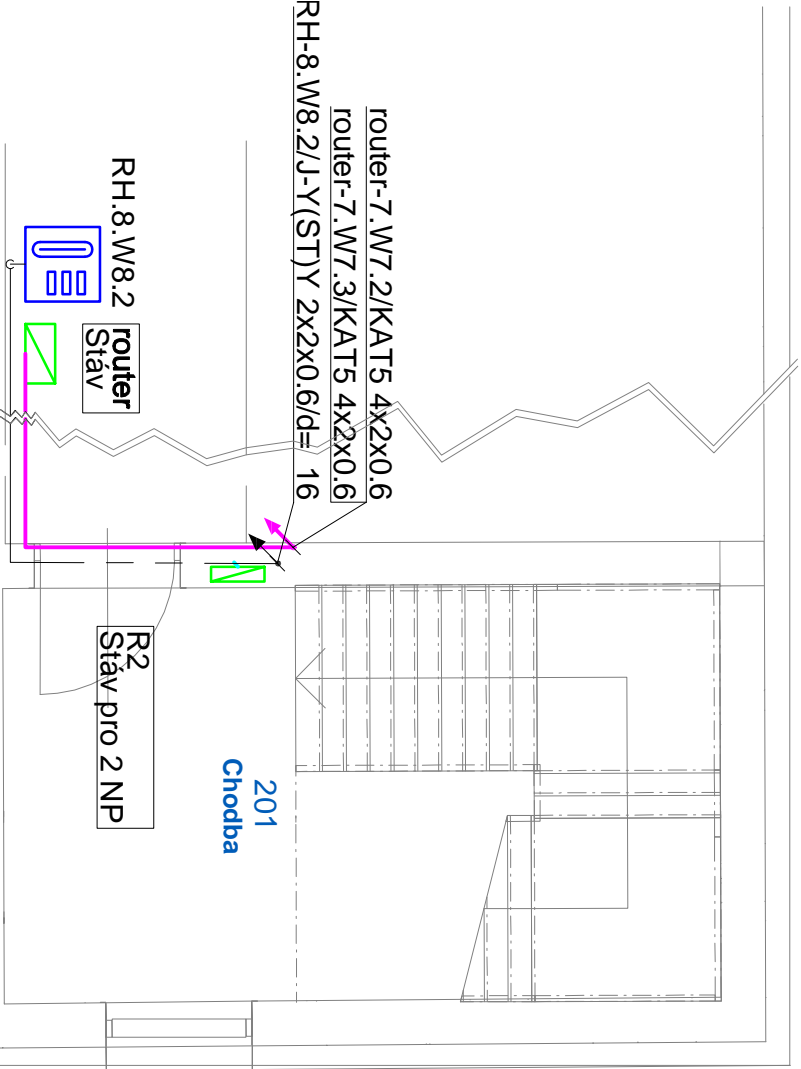 router-7.W7.2/KAT5 4x2x0.6
router-7.W7.3/KAT5 4x2x0.6
RH-8.W8.2/J-Y(ST)Y 2x2x0.6/d= 16
RH.8.W8.2
router
Stáv
R2
Stáv pro 2 NP
201
Chodba